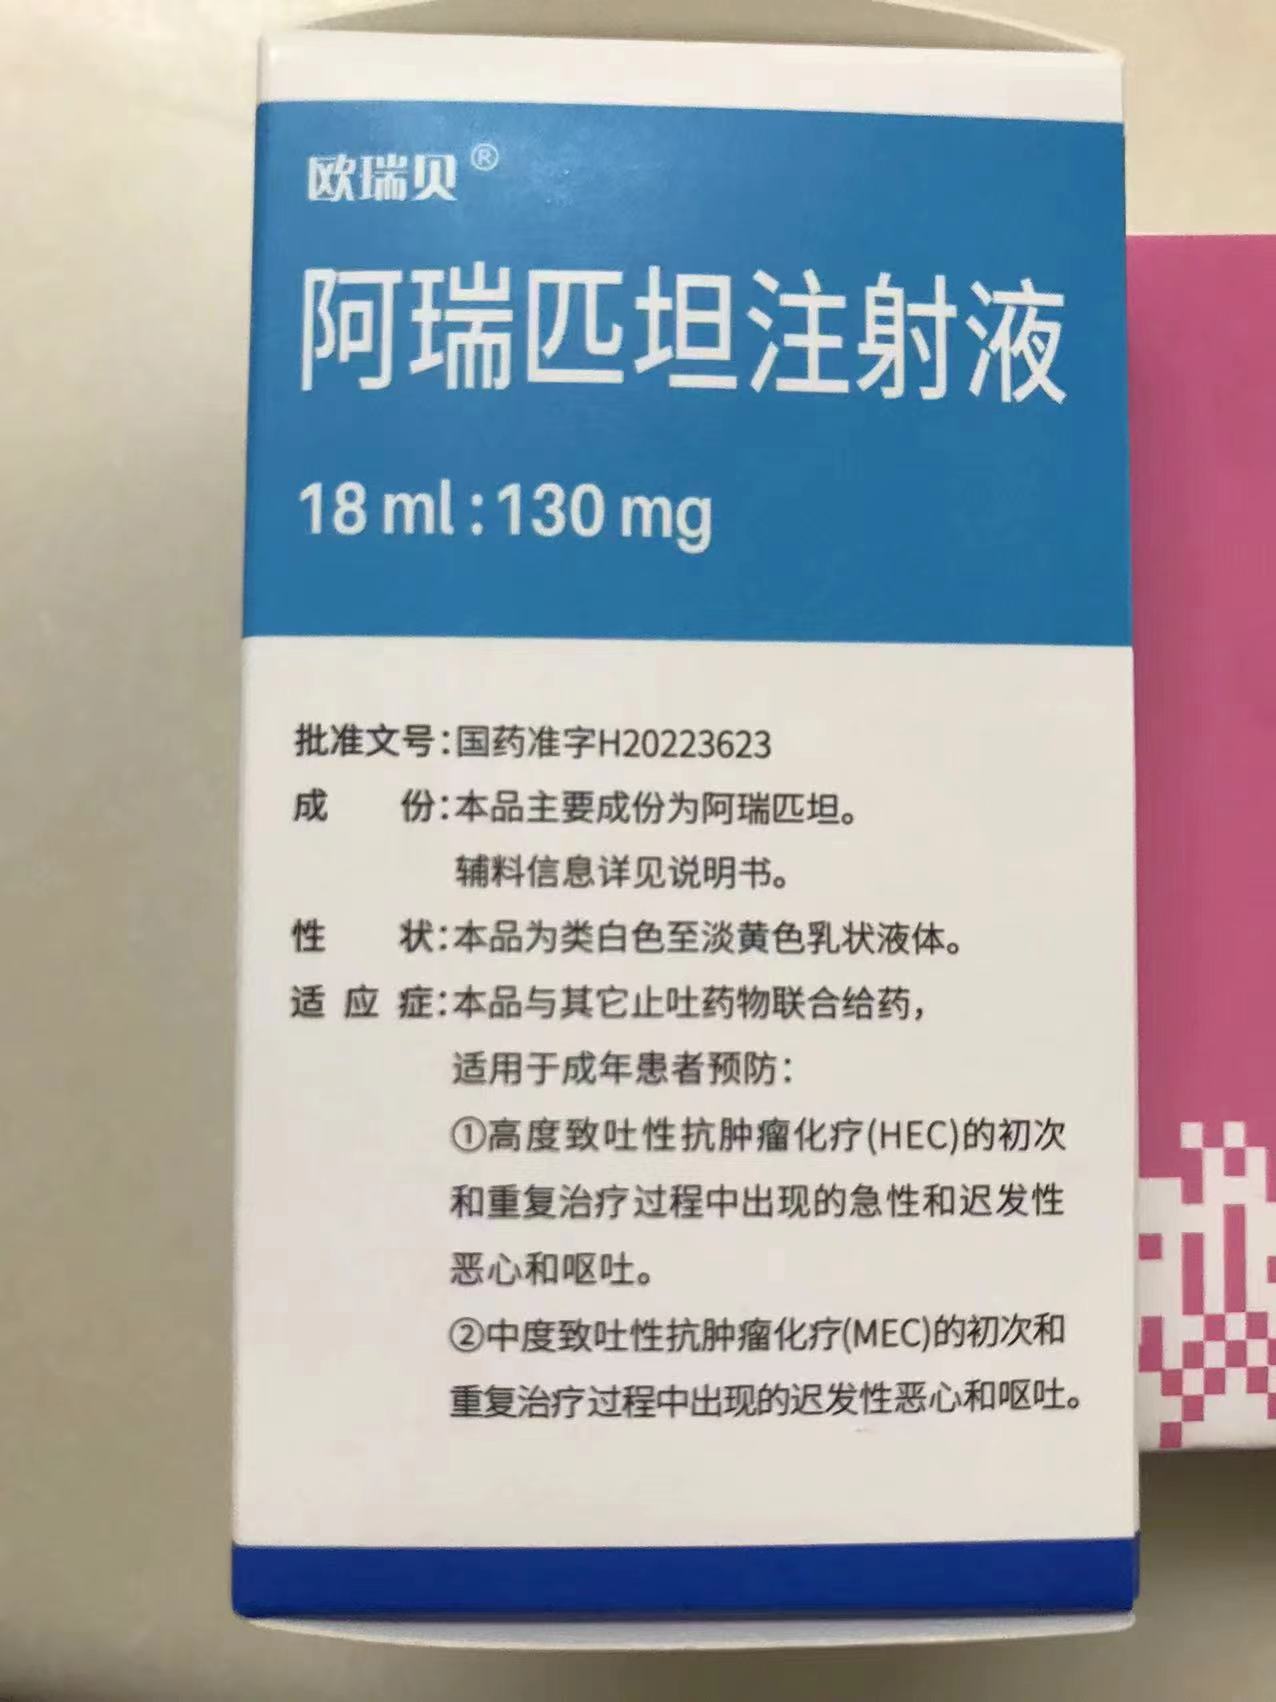 欧瑞贝®
阿瑞匹坦注射液
18 ml : 130 mg
批准文号：国药准字H20223623
成 份：本品主要成份为阿瑞匹坦。
辅料信息详见说明书。
性 状：本品为类白色至淡黄色乳状液体。
适 应 症：本品与其它止吐药物联合给药，
适用于成年患者预防：
①高度致吐性抗肿瘤化疗(HEC)的初次
和重复治疗过程中出现的急性和迟发性
恶心和呕吐。
②中度致吐性抗肿瘤化疗(MEC)的初次和
重复治疗过程中出现的迟发性恶心和呕吐。